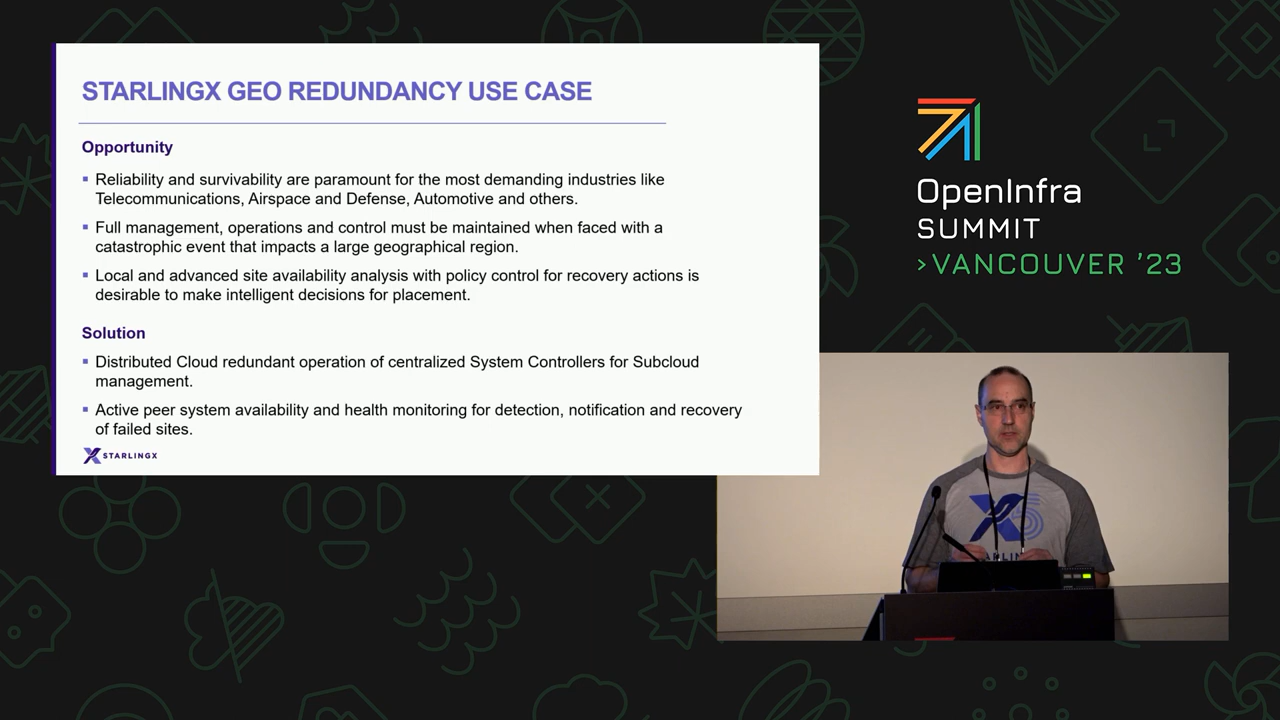 STARLINGX GEO REDUNDANCY USE CASE
Opportunity
Reliability and survivability are paramount for the most demanding industries like
Telecommunications, Airspace and Defense, Automotive and others.
Full management, operations and control must be maintained when faced with a
catastrophic event that impacts a large geographical region.
Local and advanced site availability analysis with policy control for recovery actions is
desirable to make intelligent decisions for placement.
Solution
Distributed Cloud redundant operation of centralized System Controllers for Subcloud
management.
Active peer system availability and health monitoring for detection, notification and recovery
of failed sites.
STARLINGX
OpenInfra
SUMMIT
>VANCOUVER ’23